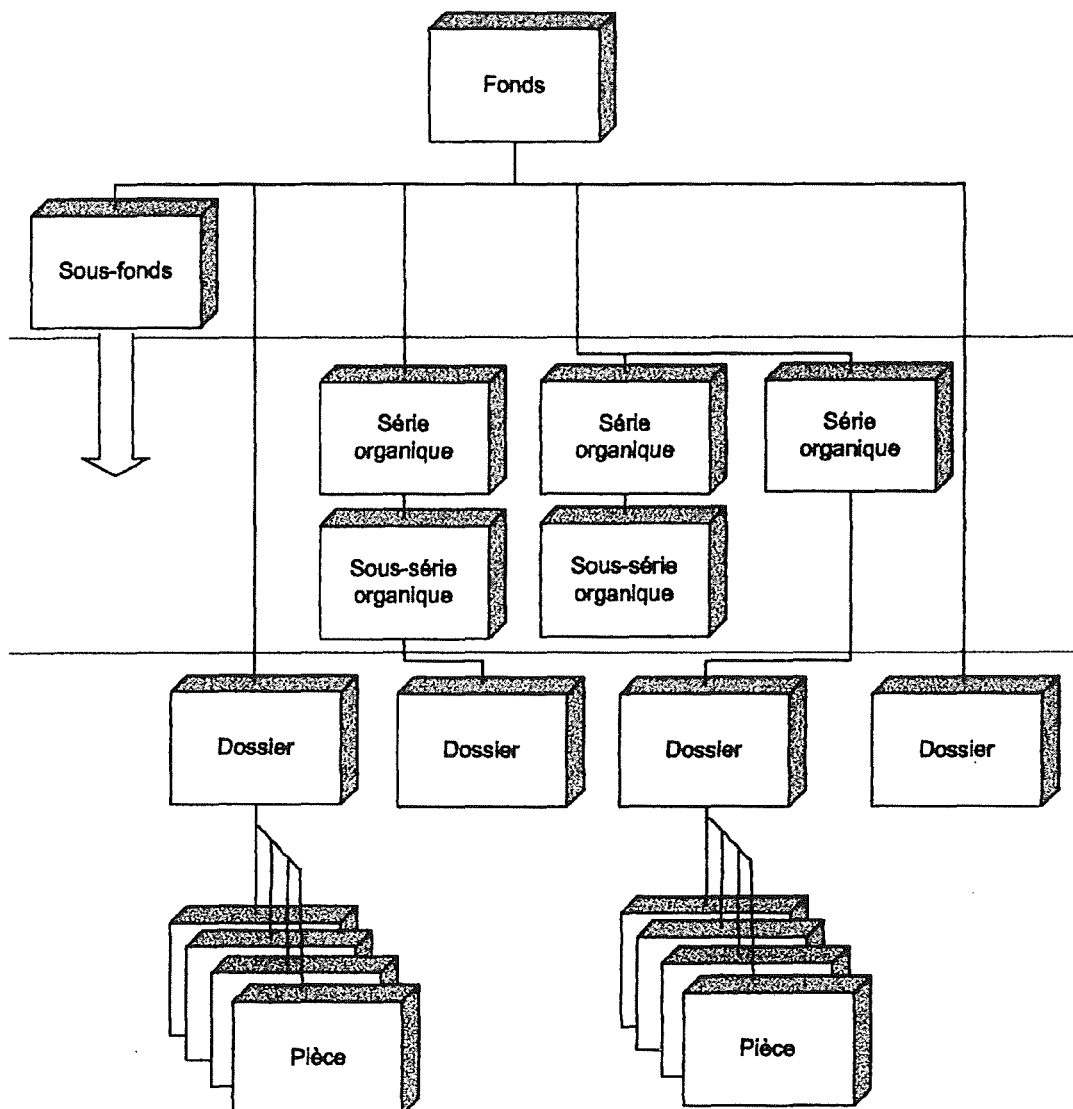 Fonds
Sous-fonds
Série
organique
Série
organique
Série
organique
Sous-série
organique
Sous-série
organique
Dossier
Dossier
Dossier
Dossier
Pièce
Pièce